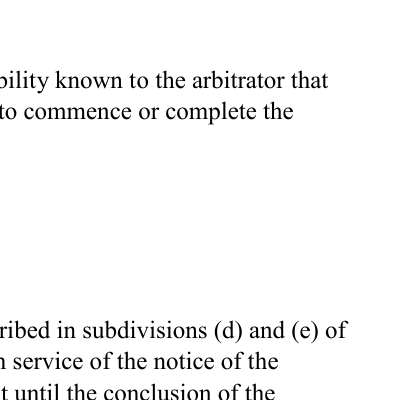 bility known to the arbitrator that
to commence or complete the
ribed in subdivisions (d) and (e) of
n service of the notice of the
t until the conclusion of the